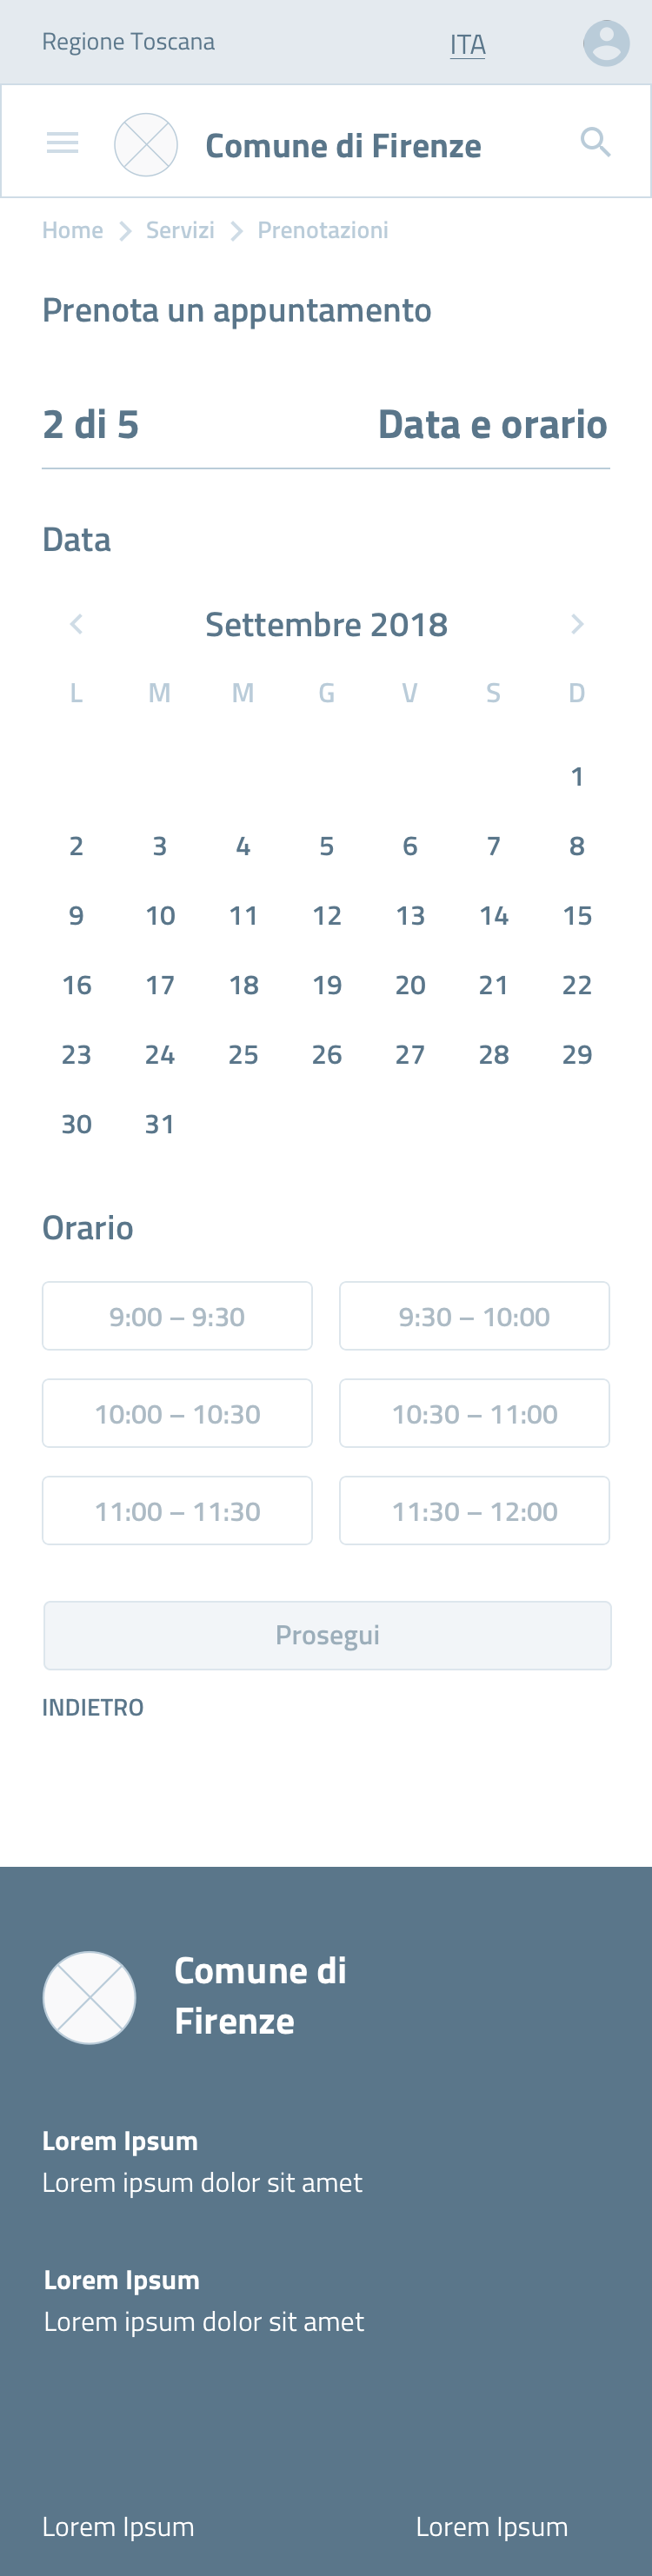 Regione Toscana ITA
Comune di Firenze
Home Servizi Prenotazioni
Prenota un appuntamento
2 di 5 Data e orario
Data
Settembre 2018
L M M G V S D
1
2 3 4 5 6 7 8
9 10 11 12 13 14 15
16 17 18 19 20 21 22
23 24 25 26 27 28 29
30 31
Orario
9:00 – 9:30 9:30 – 10:00
10:00 – 10:30 10:30 – 11:00
11:00 – 11:30 11:30 – 12:00
Prosegui
INDIETRO
Comune di
Firenze
Lorem Ipsum
Lorem ipsum dolor sit amet
Lorem Ipsum
Lorem ipsum dolor sit amet
Lorem Ipsum Lorem Ipsum